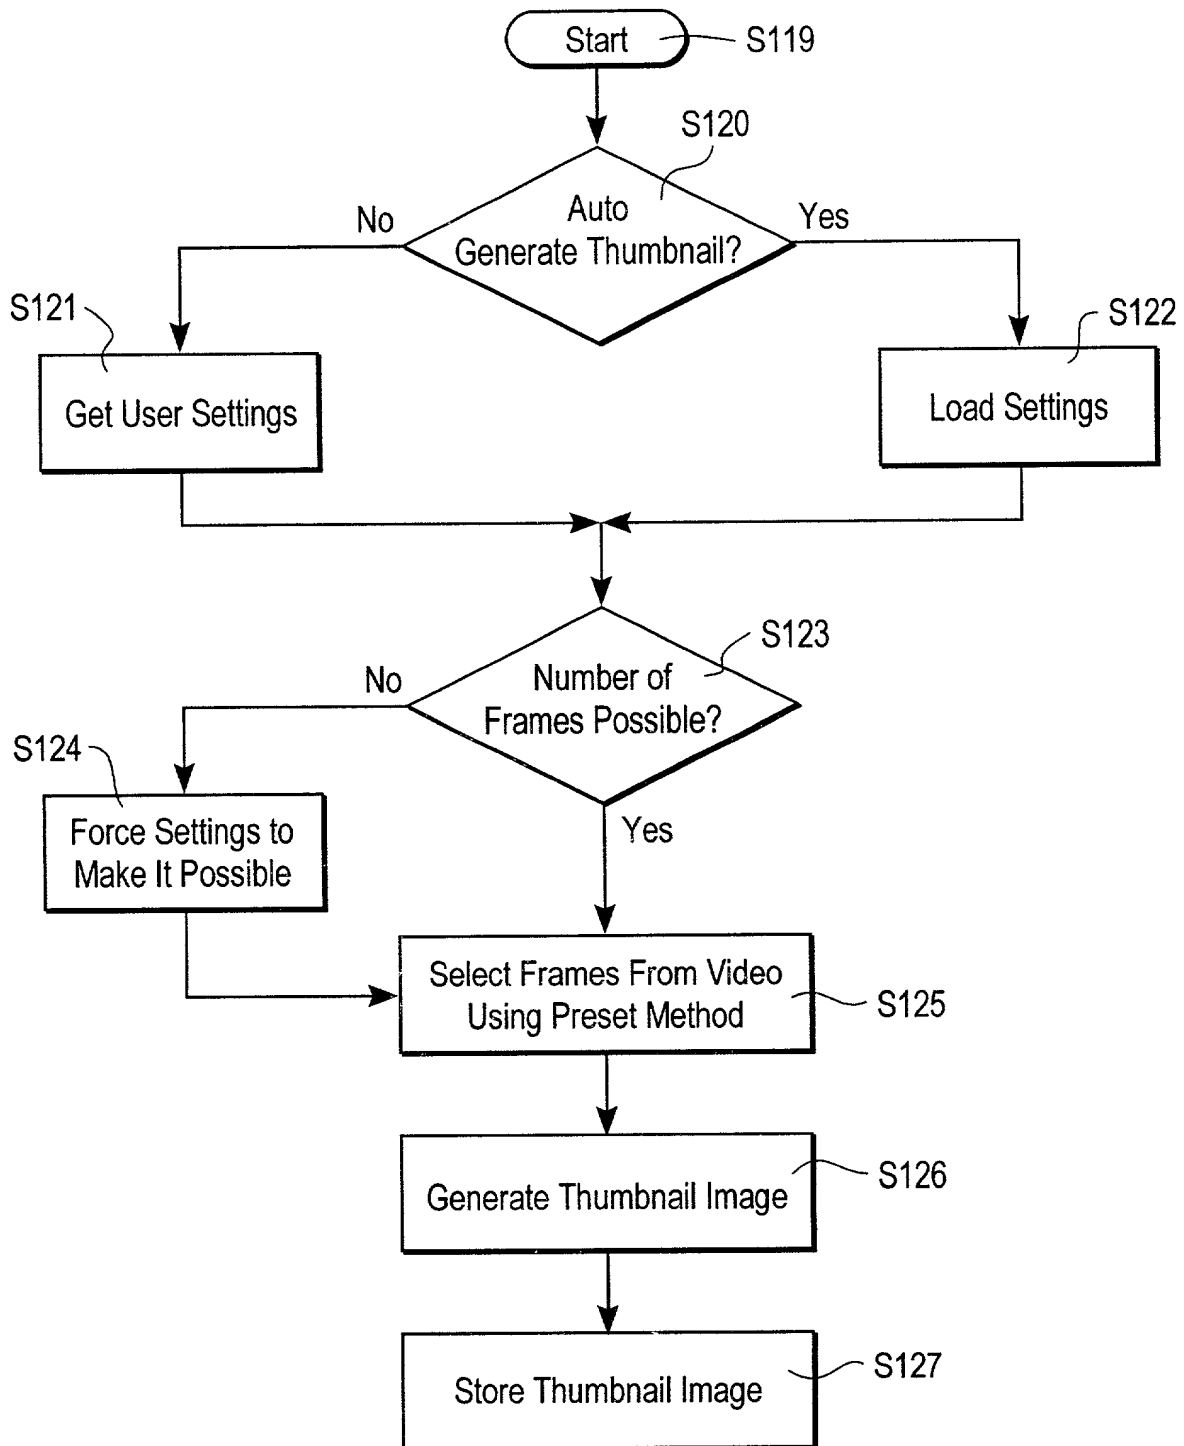 Start
S119
S120
No
Auto
Generate Thumbnail?
Yes
S121
S122
Get User Settings
Load Settings
S123
No
Number of
Frames Possible?
S124
Yes
Force Settings to
Make It Possible
Select Frames From Video
Using Preset Method
S125
Generate Thumbnail Image
S126
Store Thumbnail Image
S127